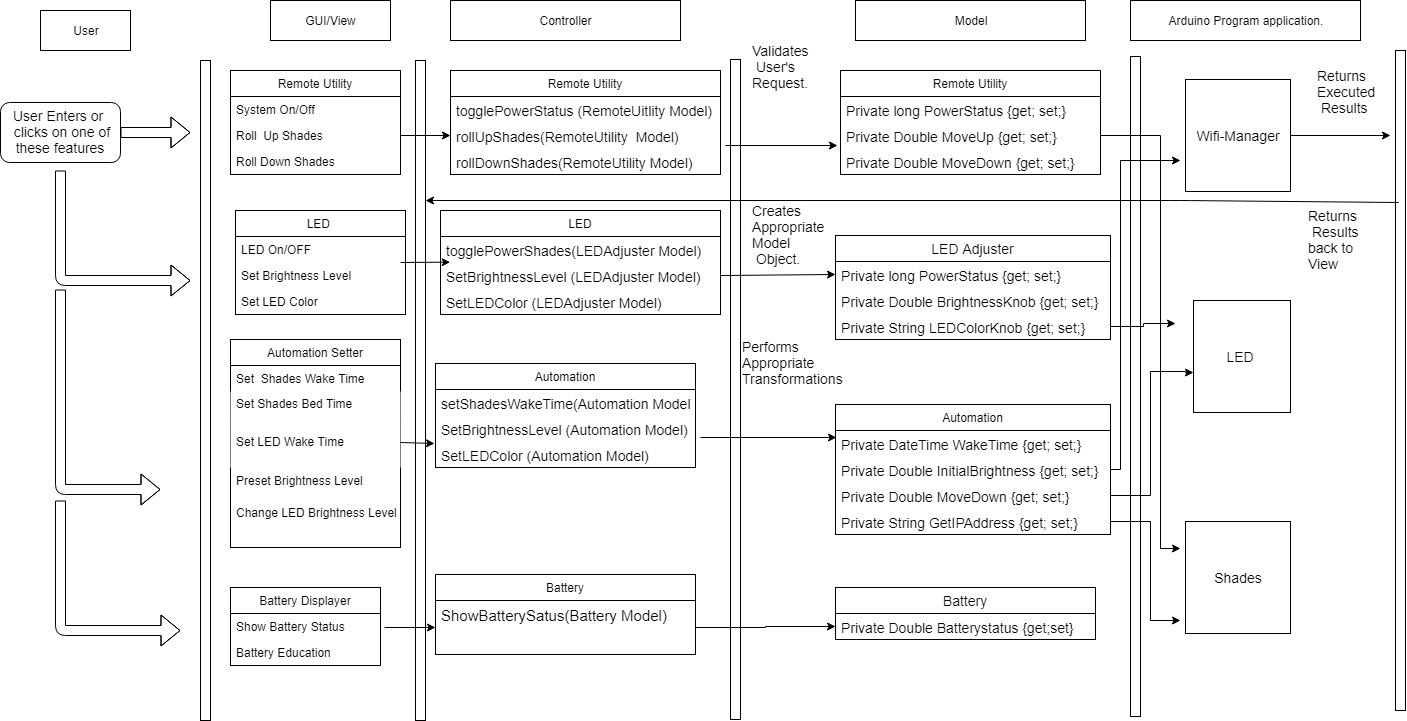 User
GUI/View
Controller
Model
Arduino Program application.
User Enters or
clicks on one of
these features
Remote Utility
System On/Off
Roll Up Shades
Roll Down Shades
LED
LED On/OFF
Set Brightness Level
Set LED Color
Automation Setter
Set Shades Wake Time
Set Shades Bed Time
Set LED Wake Time
Preset Brightness Level
Change LED Brightness Level
Battery Displayer
Show Battery Status
Battery Education
Remote Utility
togglePowerStatus (RemoteUitlity Model)
rollUpShades(RemoteUtility Model)
rollDownShades(RemoteUtility Model)
LED
togglePowerShades(LEDAdjuster Model)
SetBrightnessLevel (LEDAdjuster Model)
SetLEDColor (LEDAdjuster Model)
Automation
setShadesWakeTime(Automation Model
SetBrightnessLevel (Automation Model)
SetLEDColor (Automation Model)
Battery
ShowBatterySatus(Battery Model)
Validates
User's
Request.
Creates
Appropriate
Model
Object.
Performs
Appropriate
Transformations
Remote Utility
Private long PowerStatus {get; set;}
Private Double MoveUp {get; set;}
Private Double MoveDown {get; set;}
LED Adjuster
Private long PowerStatus {get; set;}
Private Double BrightnessKnob {get; set;}
Private String LEDColorKnob {get; set;}
Automation
Private DateTime WakeTime {get; set;}
Private Double InitialBrightness {get; set;}
Private Double MoveDown {get; set;}
Private String GetIPAddress {get; set;}
Battery
Private Double Batterystatus {get;set}
Wifi-Manager
LED
Shades
Returns
Executed
Results
Returns
Results
back to
View